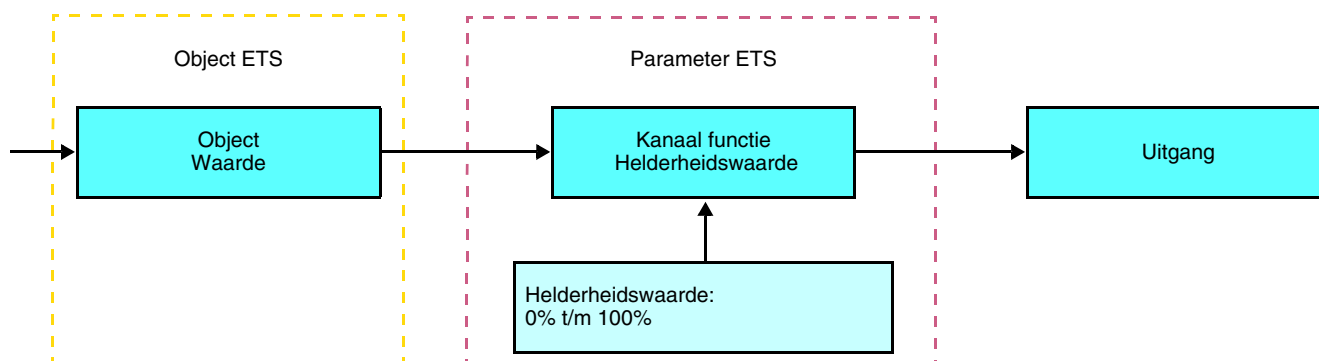 Object ETS
Parameter ETS
Object
Waarde
Kanaal functie
Helderheidswaarde
Uitgang
Helderheidswaarde:
0% t/m 100%